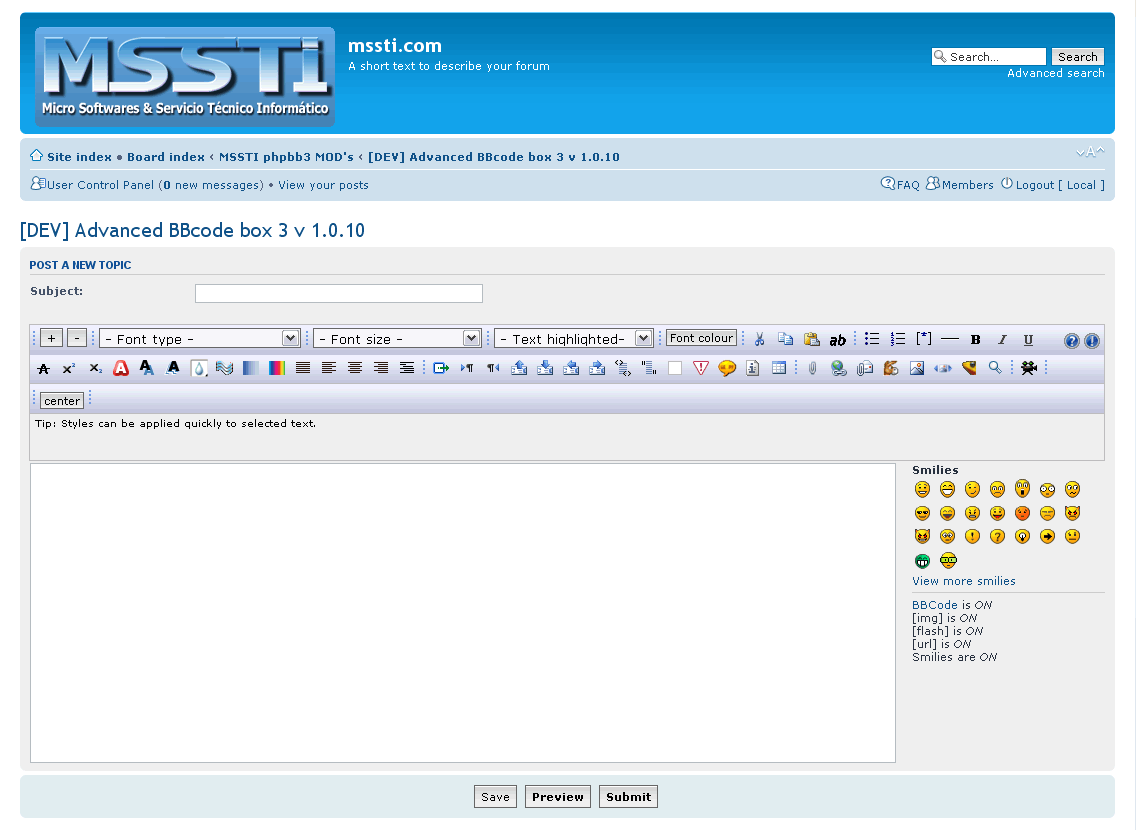 MSSTi
Micro Softwares & Servicio Técnico Informático
mssti.com
A short text to describe your forum
Search...
Search
Advanced search
Site index • Board index ‹ MSSTI phpbb3 MOD's ‹ [DEV] Advanced BBcode box 3 v 1.0.10
A
User Control Panel (0 new messages) • View your posts
FAQ Members Logout [ Local ]
[DEV] Advanced BBcode box 3 v 1.0.10
POST A NEW TOPIC
Subject:
+ - - Font type - - Font size - - Text highlighted- Font colour ab [*] B I U ? !
A x² x₂ A A A
center
Tip: Styles can be applied quickly to selected text.
Smilies
View more smilies
BBCode is ON
[img] is ON
[flash] is ON
[url] is ON
Smilies are ON
Save Preview Submit